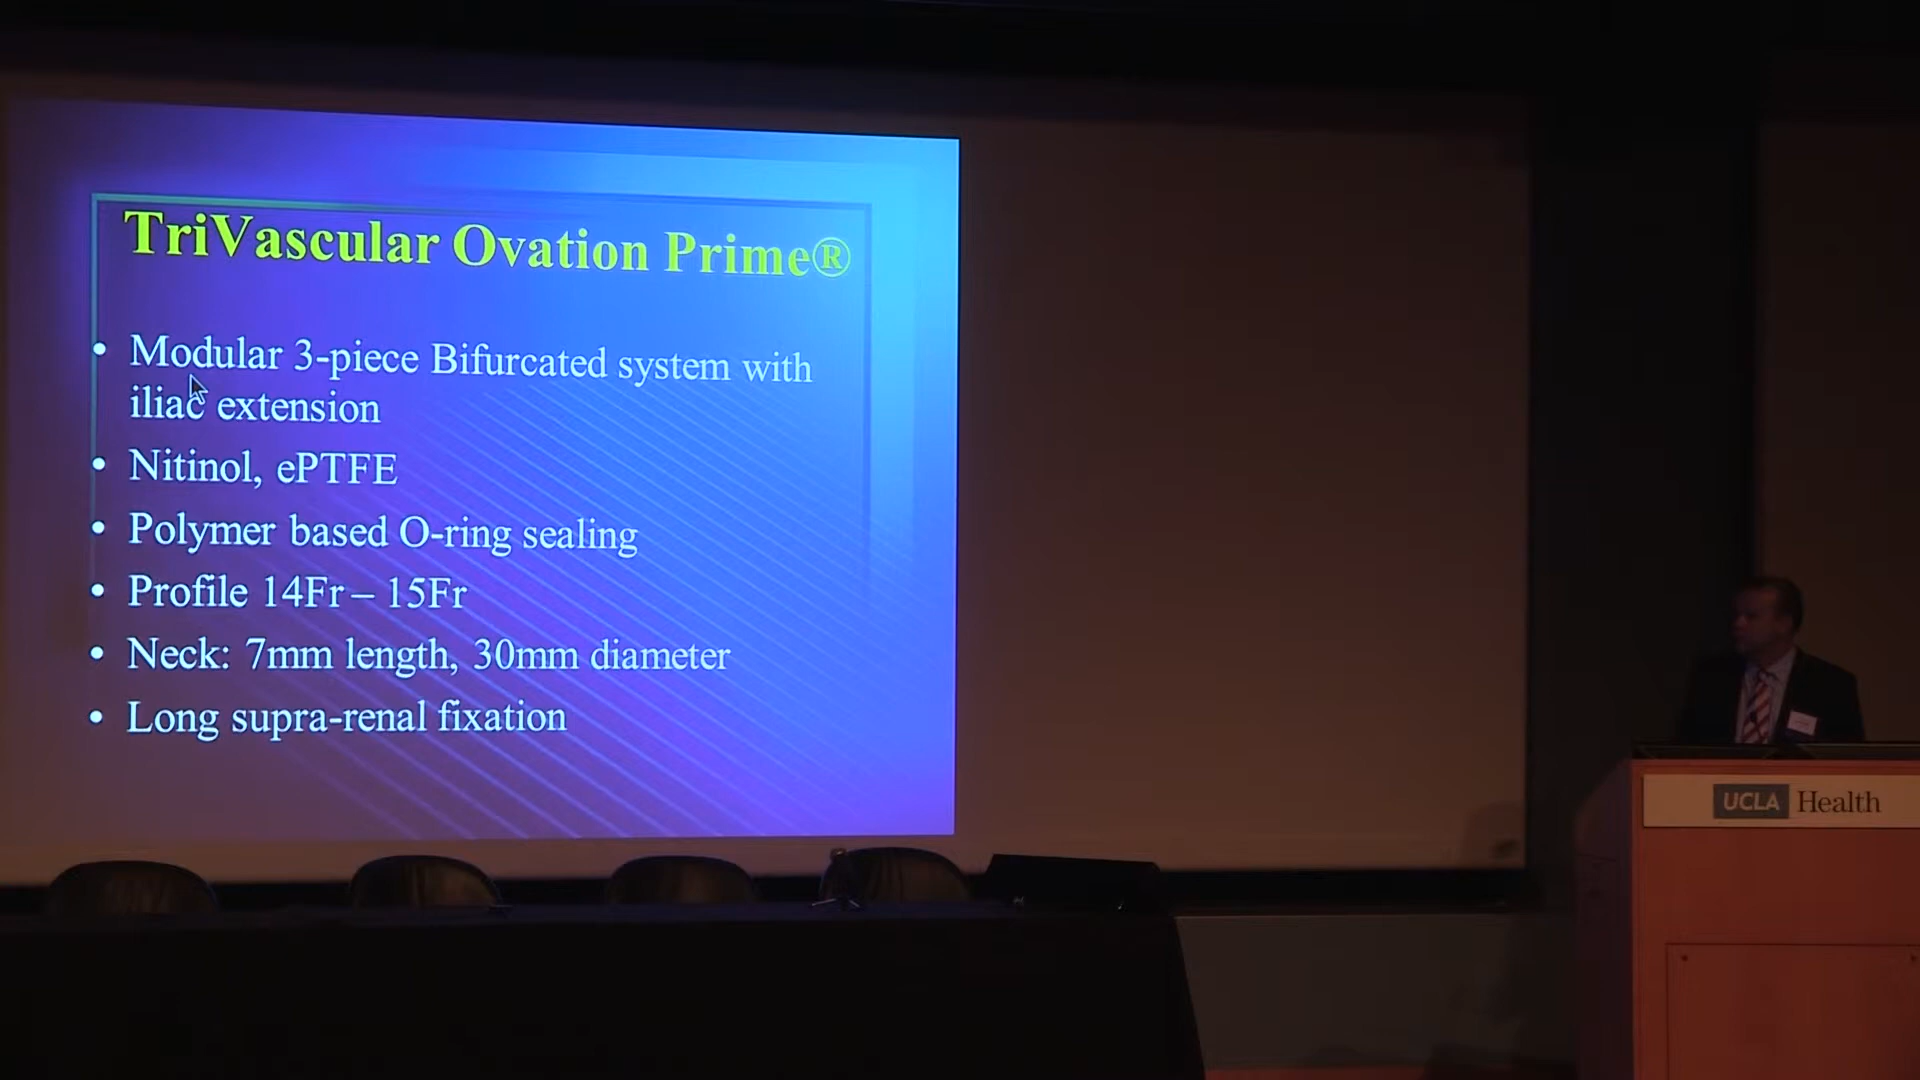 TriVascular Ovation Prime®
• Modular 3-piece Bifurcated system with
iliac extension
• Nitinol, ePTFE
• Polymer based O-ring sealing
• Profile 14Fr – 15Fr
• Neck: 7mm length, 30mm diameter
• Long supra-renal fixation
UCLA Health